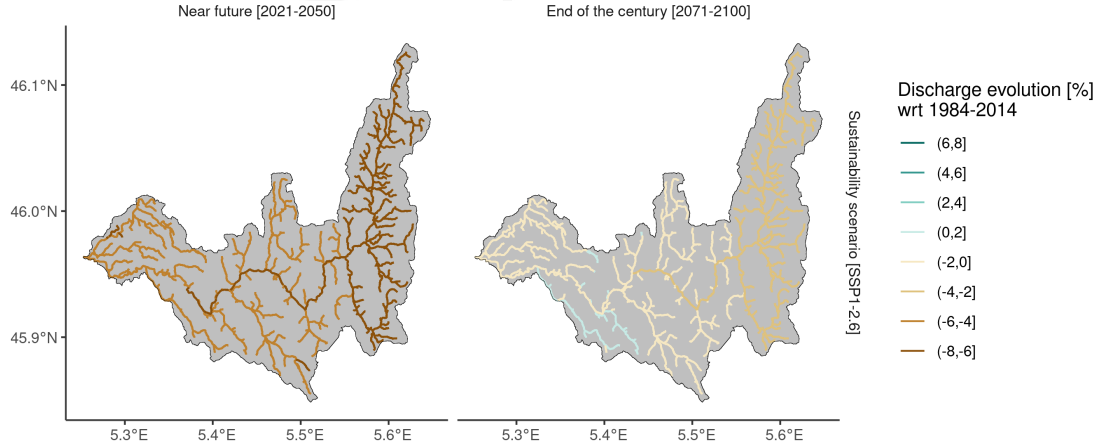 Near future [2021-2050]
End of the century [2071-2100]
46.1°N
46.0°N
45.9°N
5.3°E
5.4°E
5.5°E
5.6°E
5.3°E
5.4°E
5.5°E
5.6°E
Sustainability scenario [SSP1-2.6]
Discharge evolution [%]
wrt 1984-2014
(6,8]
(4,6]
(2,4]
(0,2]
(-2,0]
(-4,-2]
(-6,-4]
(-8,-6]